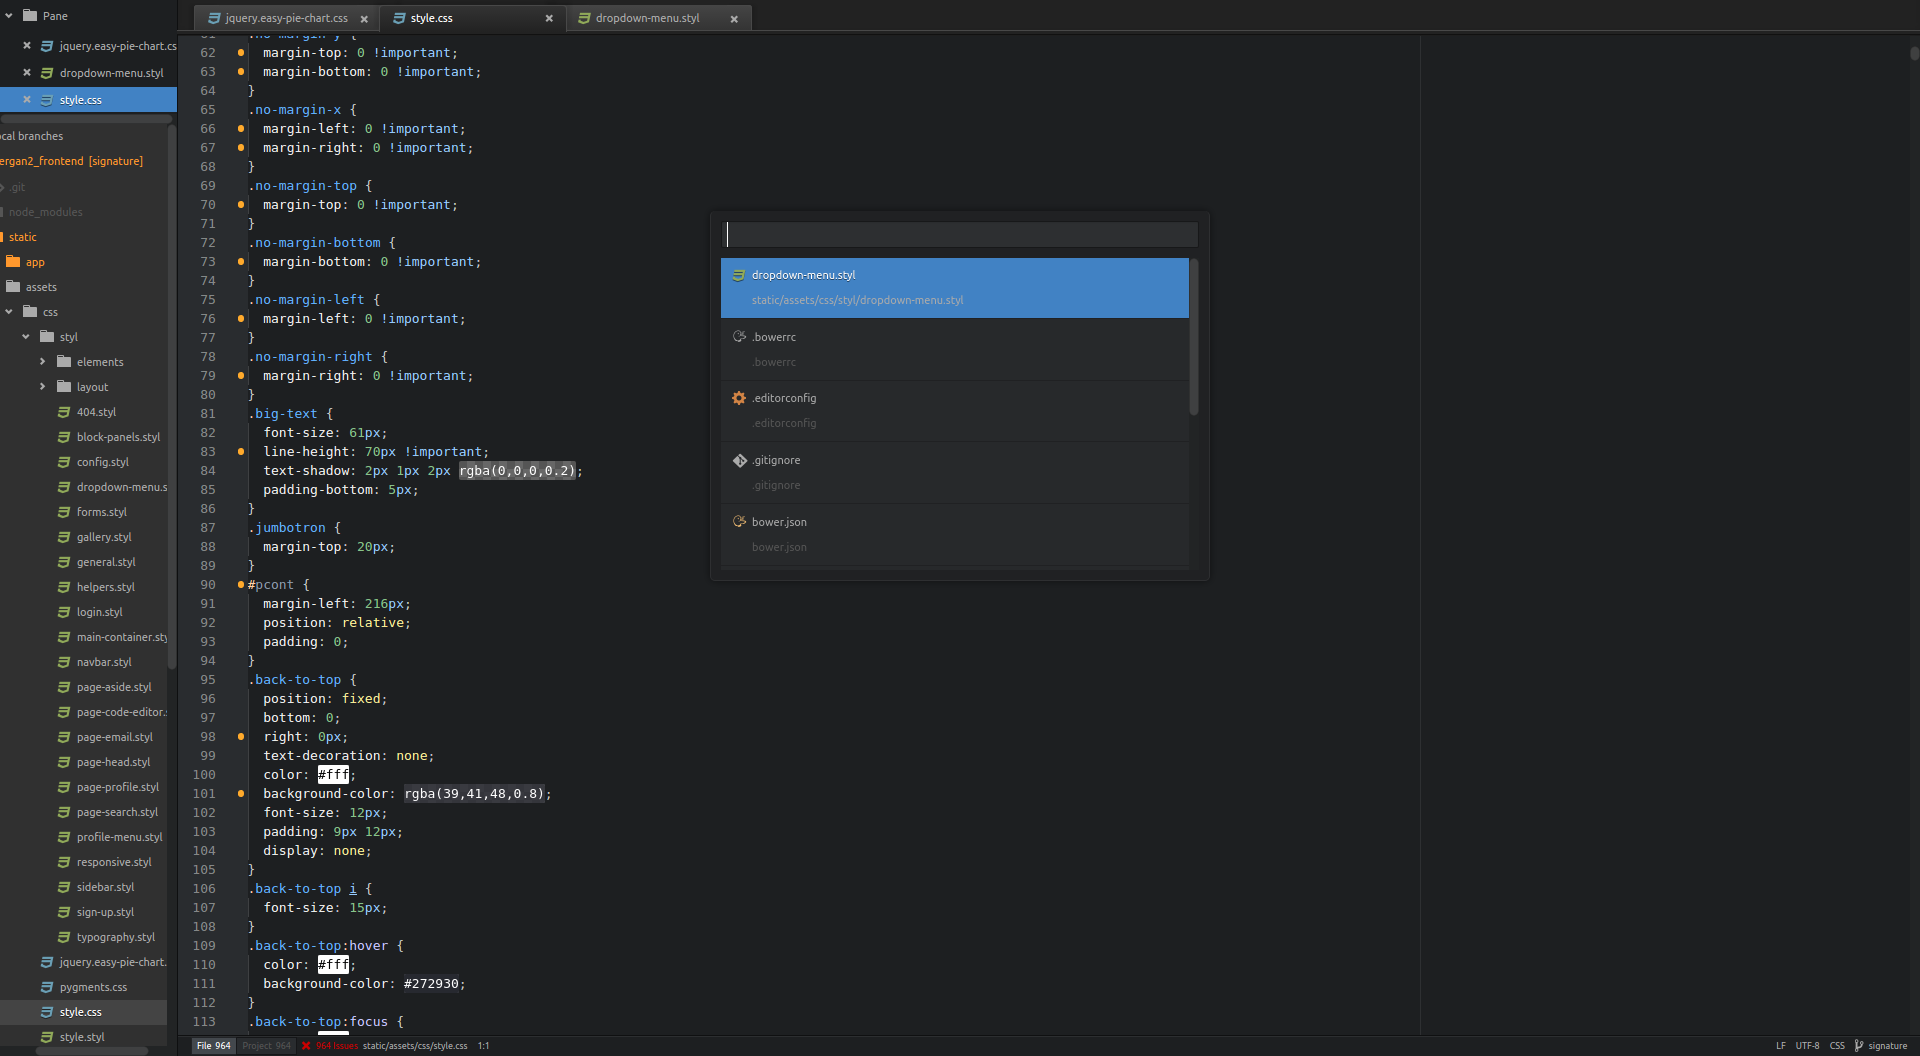 Pane
jquery.easy-pie-chart.cs
dropdown-menu.styl
style.css
cal branches
ergan2_frontend [signature]
.git
node_modules
static
app
assets
css
styl
elements
layout
404.styl
block-panels.styl
config.styl
dropdown-menu.s
forms.styl
gallery.styl
general.styl
helpers.styl
login.styl
main-container.sty
navbar.styl
page-aside.styl
page-code-editor.s
page-email.styl
page-head.styl
page-profile.styl
page-search.styl
profile-menu.styl
responsive.styl
sidebar.styl
sign-up.styl
typography.styl
jquery.easy-pie-chart.
pygments.css
style.css
style.styl
jquery.easy-pie-chart.css
style.css
dropdown-menu.styl
61 .no-margin-y {
62 margin-top: 0 !important;
63 margin-bottom: 0 !important;
64 }
65 .no-margin-x {
66 margin-left: 0 !important;
67 margin-right: 0 !important;
68 }
69 .no-margin-top {
70 margin-top: 0 !important;
71 }
72 .no-margin-bottom {
73 margin-bottom: 0 !important;
74 }
75 .no-margin-left {
76 margin-left: 0 !important;
77 }
78 .no-margin-right {
79 margin-right: 0 !important;
80 }
81 .big-text {
82 font-size: 61px;
83 line-height: 70px !important;
84 text-shadow: 2px 1px 2px rgba(0,0,0,0.2);
85 padding-bottom: 5px;
86 }
87 .jumbotron {
88 margin-top: 20px;
89 }
90 #pcont {
91 margin-left: 216px;
92 position: relative;
93 padding: 0;
94 }
95 .back-to-top {
96 position: fixed;
97 bottom: 0;
98 right: 0px;
99 text-decoration: none;
100 color: #fff;
101 background-color: rgba(39,41,48,0.8);
102 font-size: 12px;
103 padding: 9px 12px;
104 display: none;
105 }
106 .back-to-top i {
107 font-size: 15px;
108 }
109 .back-to-top:hover {
110 color: #fff;
111 background-color: #272930;
112 }
113 .back-to-top:focus {
dropdown-menu.styl
static/assets/css/styl/dropdown-menu.styl
.bowerrc
.bowerrc
.editorconfig
.editorconfig
.gitignore
.gitignore
bower.json
bower.json
File 964 Project 964 964 Issues static/assets/css/style.css 1:1
LF UTF-8 CSS signature